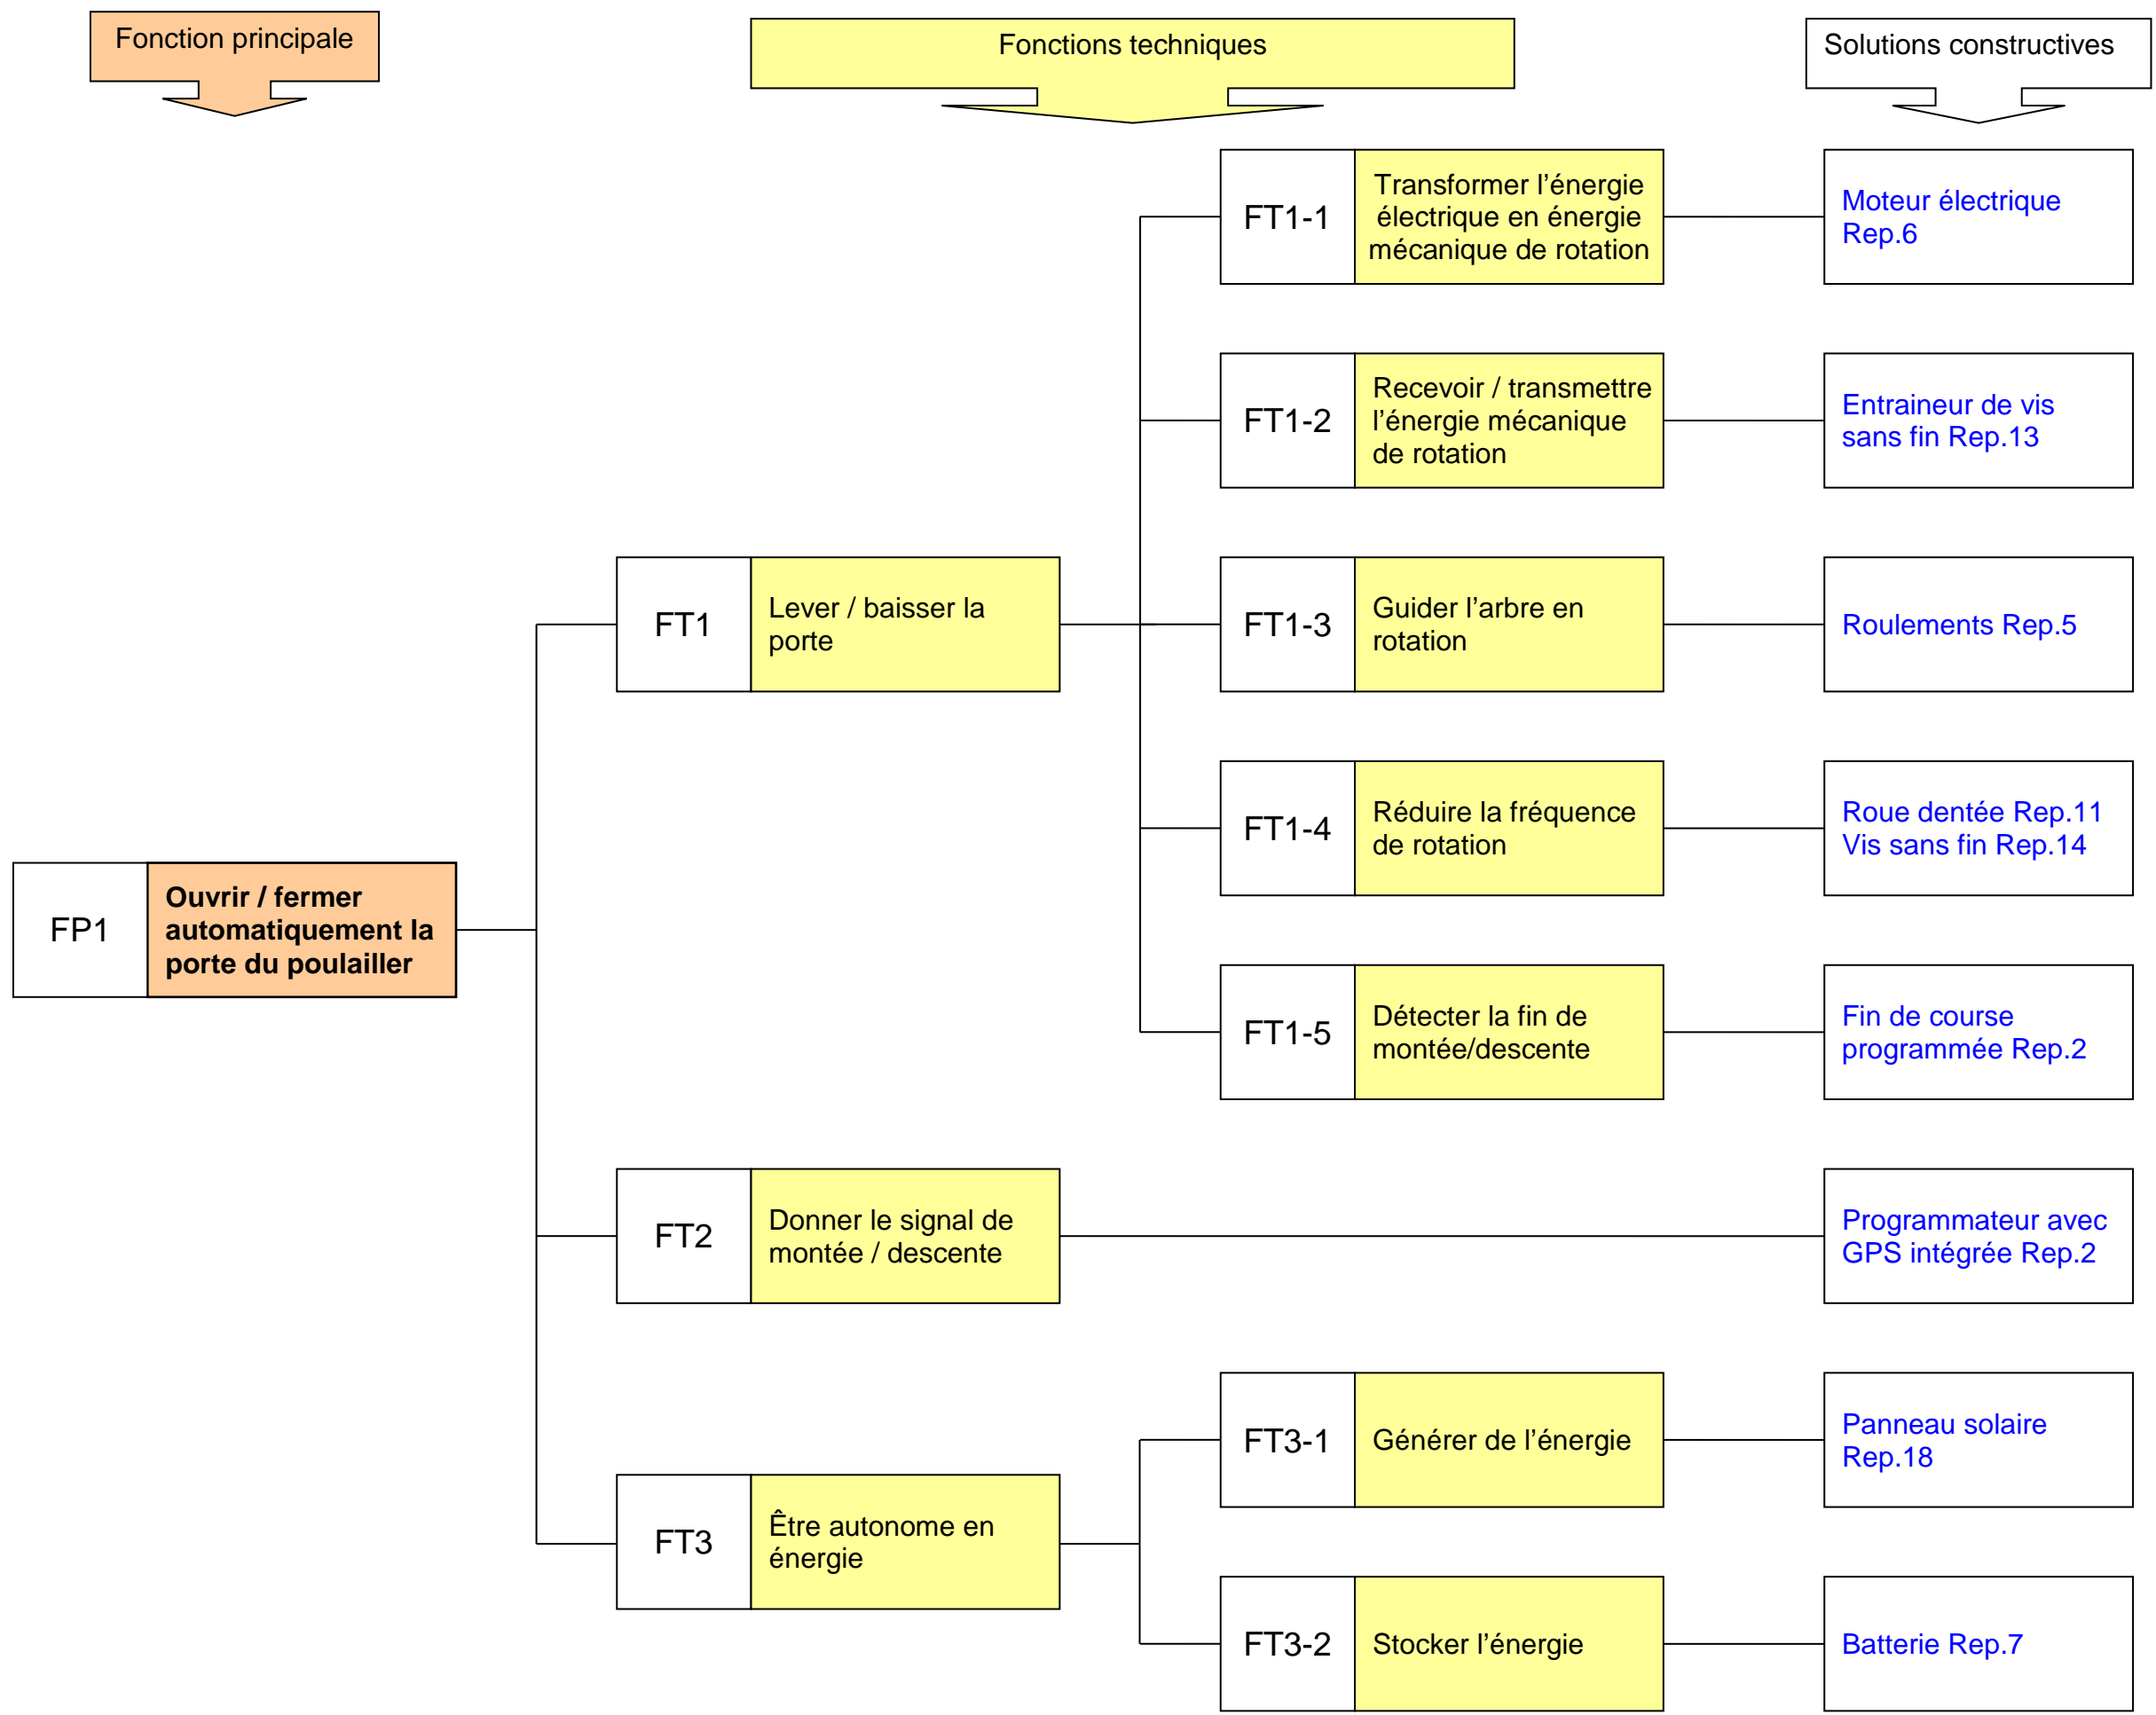 Fonction principale
Fonctions techniques
Solutions constructives
FT1-1
Transformer l’énergie
électrique en énergie
mécanique de rotation
Moteur électrique
Rep.6
FT1-2
Recevoir / transmettre
l’énergie mécanique
de rotation
Entraineur de vis
sans fin Rep.13
FT1
Lever / baisser la
porte
FT1-3
Guider l’arbre en
rotation
Roulements Rep.5
FT1-4
Réduire la fréquence
de rotation
Roue dentée Rep.11
Vis sans fin Rep.14
FP1
Ouvrir / fermer
automatiquement la
porte du poulailler
FT1-5
Détecter la fin de
montée/descente
Fin de course
programmée Rep.2
FT2
Donner le signal de
montée / descente
Programmateur avec
GPS intégrée Rep.2
FT3
Être autonome en
énergie
FT3-1
Générer de l’énergie
Panneau solaire
Rep.18
FT3-2
Stocker l’énergie
Batterie Rep.7